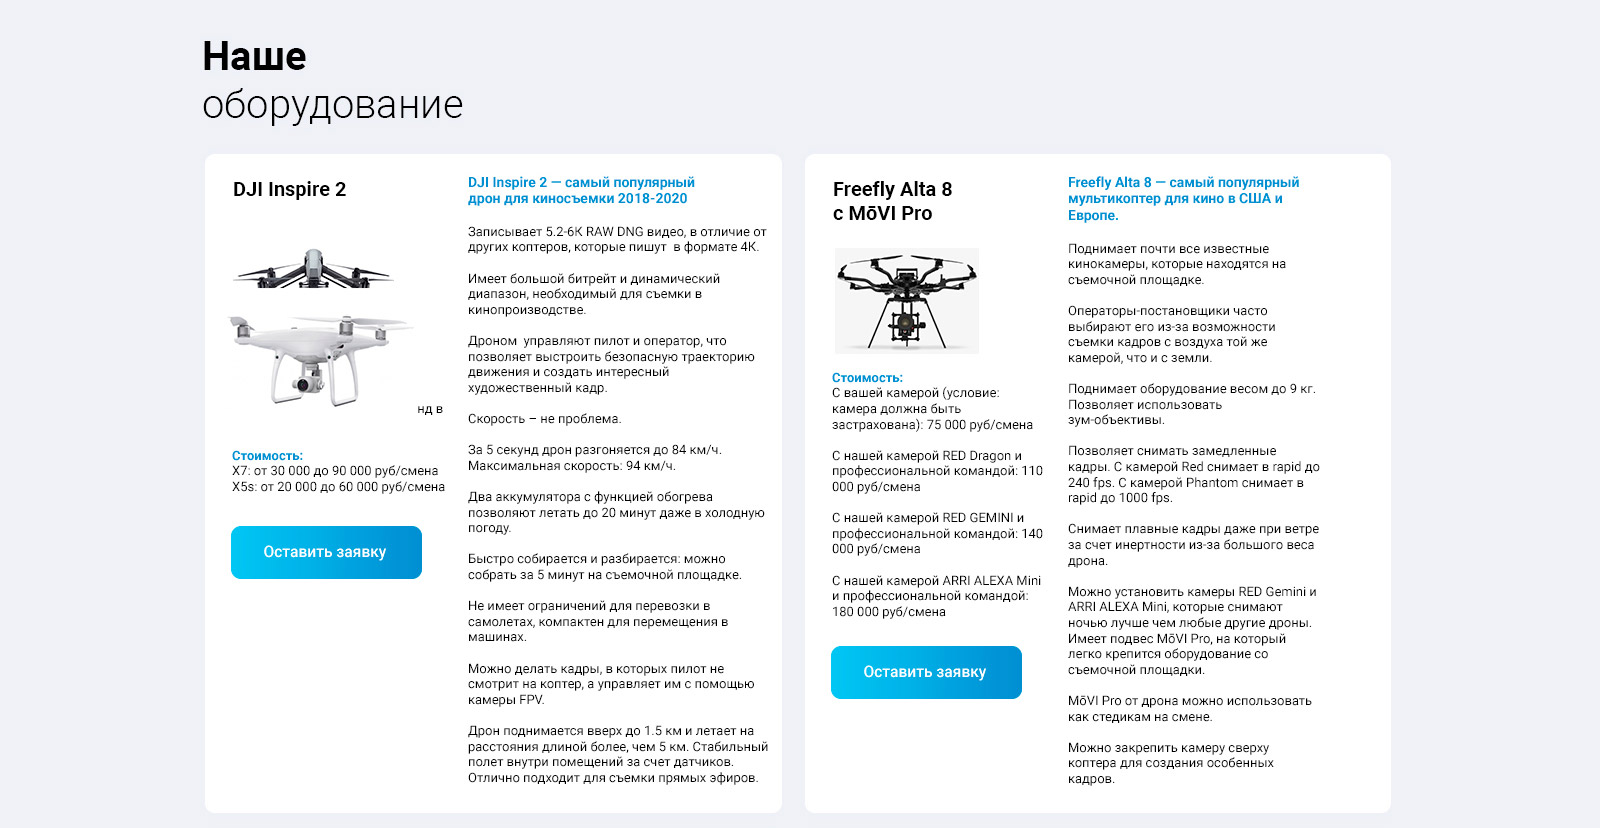 Наше
оборудование
DJI Inspire 2
нд в
Стоимость:
X7: от 30 000 до 90 000 руб/смена
X5s: от 20 000 до 60 000 руб/смена
Оставить заявку
DJI Inspire 2 — самый популярный
дрон для киносъемки 2018-2020
Записывает 5.2-6К RAW DNG видео, в отличие от
других коптеров, которые пишут  в формате 4К.
Имеет большой битрейт и динамический
диапазон, необходимый для съемки в
кинопроизводстве.
Дроном  управляют пилот и оператор, что
позволяет выстроить безопасную траекторию
движения и создать интересный
художественный кадр.
Скорость – не проблема.
За 5 секунд дрон разгоняется до 84 км/ч.
Максимальная скорость: 94 км/ч.
Два аккумулятора с функцией обогрева
позволяют летать до 20 минут даже в холодную
погоду.
Быстро собирается и разбирается: можно
собрать за 5 минут на съемочной площадке.
Не имеет ограничений для перевозки в
самолетах, компактен для перемещения в
машинах.
Можно делать кадры, в которых пилот не
смотрит на коптер, а управляет им с помощью
камеры FPV.
Дрон поднимается вверх до 1.5 км и летает на
расстояния длиной более, чем 5 км. Стабильный
полет внутри помещений за счет датчиков.
Отлично подходит для съемки прямых эфиров.
Freefly Alta 8
с MōVI Pro
Стоимость:
С вашей камерой (условие:
камера должна быть
застрахована): 75 000 руб/смена
С нашей камерой RED Dragon и
профессиональной командой: 110
000 руб/смена
С нашей камерой RED GEMINI и
профессиональной командой: 140
000 руб/смена
С нашей камерой ARRI ALEXA Mini
и профессиональной командой:
180 000 руб/смена
Оставить заявку
Freefly Alta 8 — самый популярный
мультикоптер для кино в США и
Европе.
Поднимает почти все известные
кинокамеры, которые находятся на
съемочной площадке.
Операторы-постановщики часто
выбирают его из-за возможности
съемки кадров с воздуха той же
камерой, что и с земли.
Поднимает оборудование весом до 9 кг.
Позволяет использовать
зум-объективы.
Позволяет снимать замедленные
кадры. С камерой Red снимает в rapid до
240 fps. С камерой Phantom снимает в
rapid до 1000 fps.
Снимает плавные кадры даже при ветре
за счет инертности из-за большого веса
дрона.
Можно установить камеры RED Gemini и
ARRI ALEXA Mini, которые снимают
ночью лучше чем любые другие дроны.
Имеет подвес MōVI Pro, на который
легко крепится оборудование со
съемочной площадки.
MōVI Pro от дрона можно использовать
как стедикам на смене.
Можно закрепить камеру сверху
коптера для создания особенных
кадров.